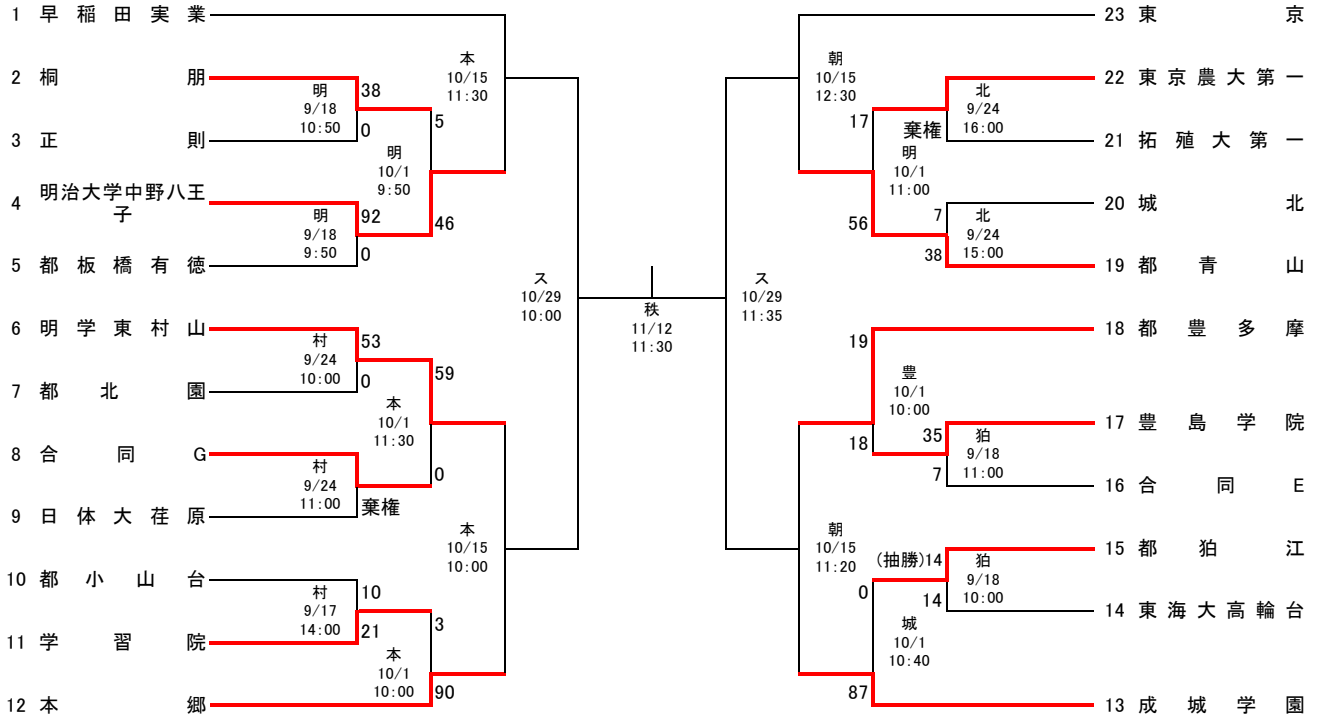 1 早稲田実業
2 桐朋
3 正則
4 明治大学中野八王
子
5 都板橋有徳
6 明学東村山
7 都北園
8 合同G
9 日体大荏原
10 都小山台
11 学習院
12 本郷
明
9/18
10:50
38
0
明
9/18
9:50
92
0
明
10/1
9:50
5
46
本
10/15
11:30
村
9/24
10:00
53
0
村
9/24
11:00
棄権
本
10/1
11:30
59
0
村
9/17
14:00
10
21
本
10/1
10:00
3
90
本
10/15
10:00
ス
10/29
10:00
秩
11/12
11:30
ス
10/29
11:35
朝
10/15
12:30
17
棄権
北
9/24
16:00
明
10/1
11:00
56
7
38
北
9/24
15:00
19
18
豊
10/1
10:00
35
7
狛
9/18
11:00
朝
10/15
11:20
(抽勝)14
14
狛
9/18
10:00
0
87
城
10/1
10:40
23 東京
22 東京農大第一
21 拓殖大第一
20 城北
19 都青山
18 都豊多摩
17 豊島学院
16 合同E
15 都狛江
14 東海大高輪台
13 成城学園